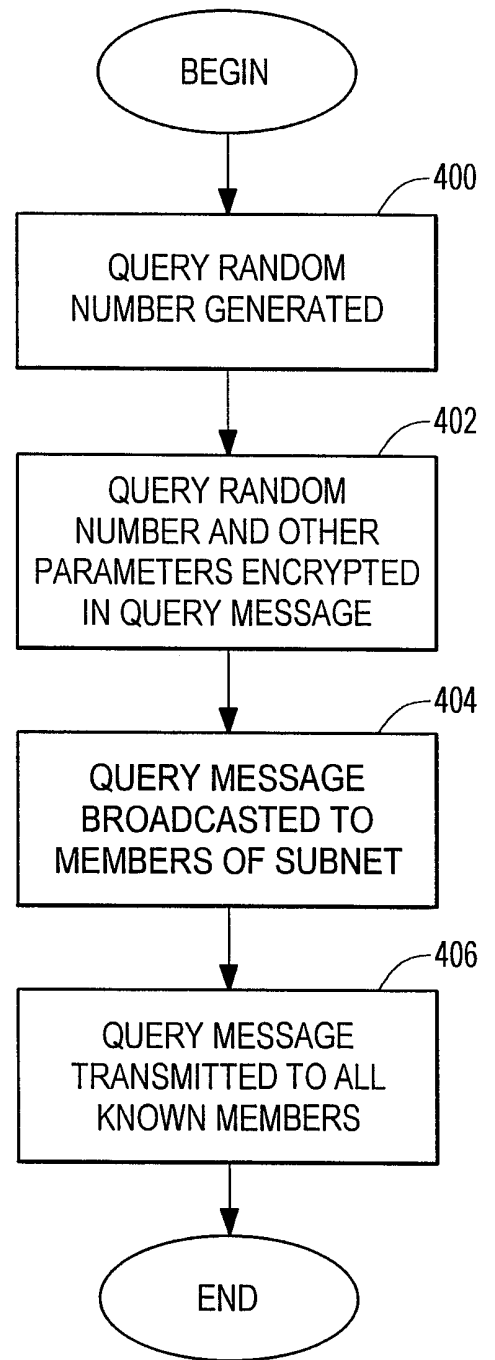 BEGIN
400
QUERY RANDOM
NUMBER GENERATED
402
QUERY RANDOM
NUMBER AND OTHER
PARAMETERS ENCRYPTED
IN QUERY MESSAGE
404
QUERY MESSAGE
BROADCASTED TO
MEMBERS OF SUBNET
406
QUERY MESSAGE
TRANSMITTED TO ALL
KNOWN MEMBERS
END